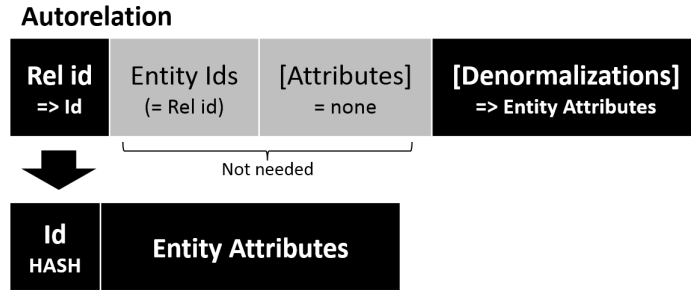 Autorelation
Rel id
=> Id
Entity Ids
(= Rel id)
[Attributes]
= none
[Denormalizations]
=> Entity Attributes
Not needed
Id
HASH
Entity Attributes